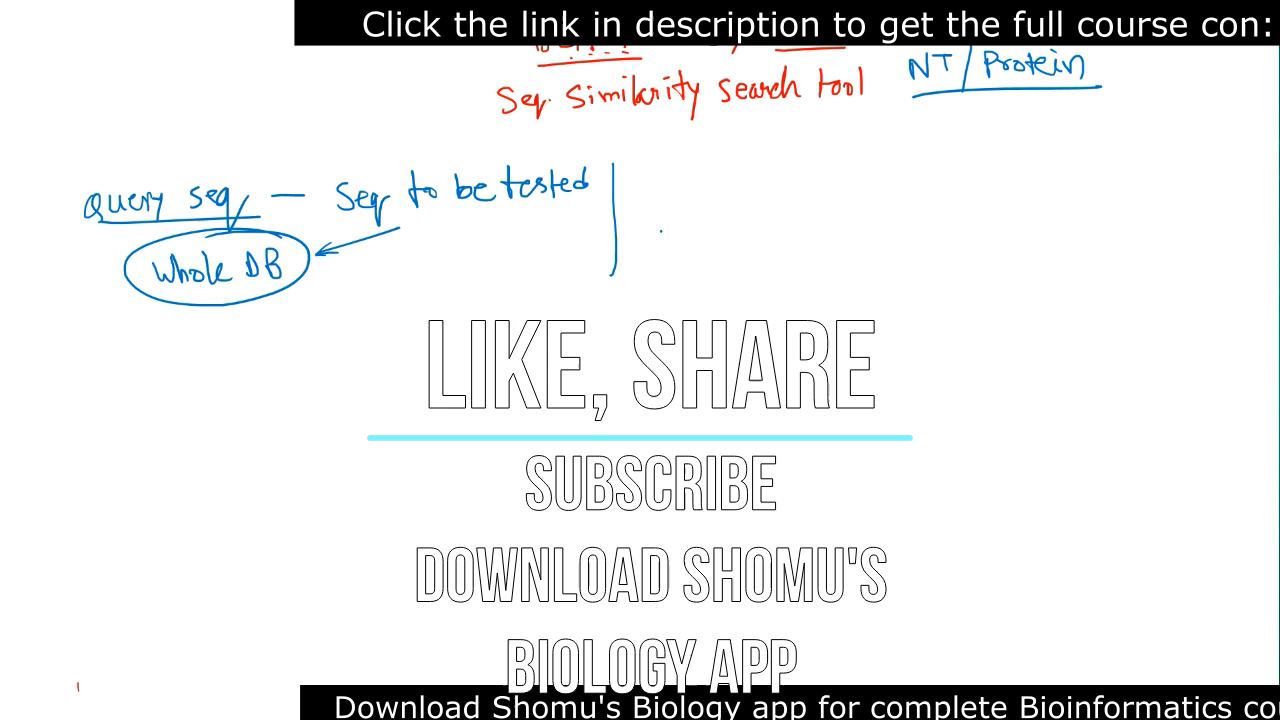 Click the link in description to get the full course con:
NT/Protein
Seq. Similarity search tool
Query seq — Seq to be tested
Whole DB
LIKE, SHARE
SUBSCRIBE
DOWNLOAD SHOMU'S
BIOLOGY APP
Download Shomu's Biology app for complete Bioinformatics co